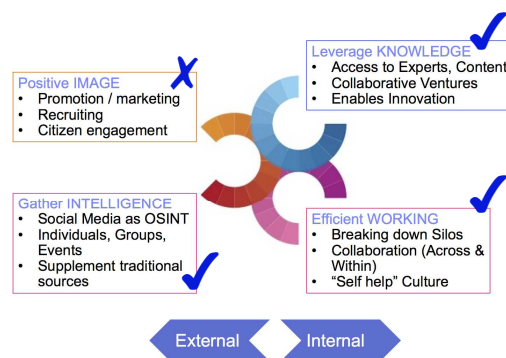 Positive IMAGE
• Promotion / marketing
• Recruiting
• Citizen engagement
Leverage KNOWLEDGE
• Access to Experts, Content
• Collaborative Ventures
• Enables Innovation
Gather INTELLIGENCE
• Social Media as OSINT
• Individuals, Groups,
Events
• Supplement traditional
sources
Efficient WORKING
• Breaking down Silos
• Collaboration (Across &
Within)
• “Self help” Culture
External
Internal